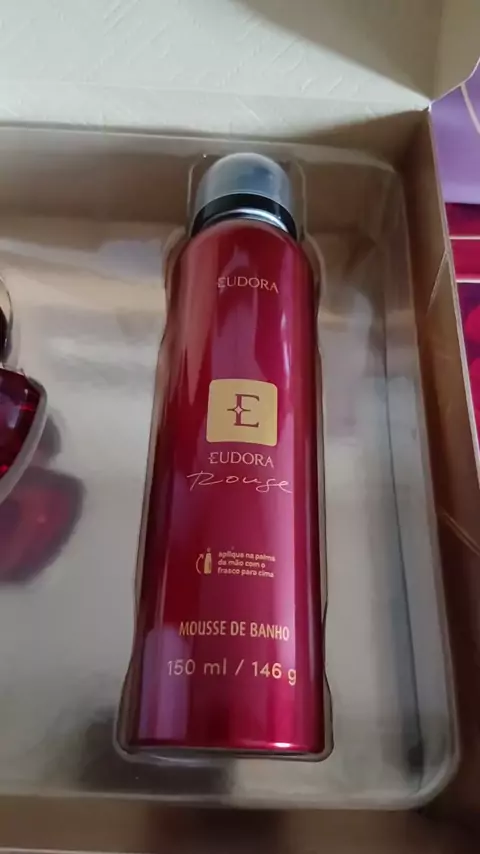 EUDORA
E
EUDORA
Rouge
aplique na palma
da mão com o
frasco para cima
MOUSSE DE BANHO
150 ml / 146 g